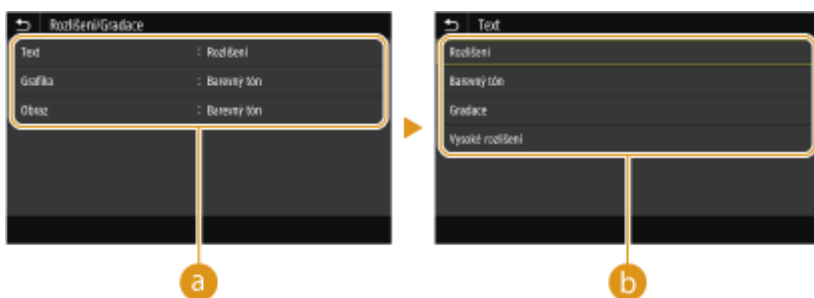 Rozlišení/Gradace
Text : Rozlišení
Grafika : Barevný tón
Obraz : Barevný tón
a
Text
Rozlišení
Barevný tón
Gradace
Vysoké rozlišení
b